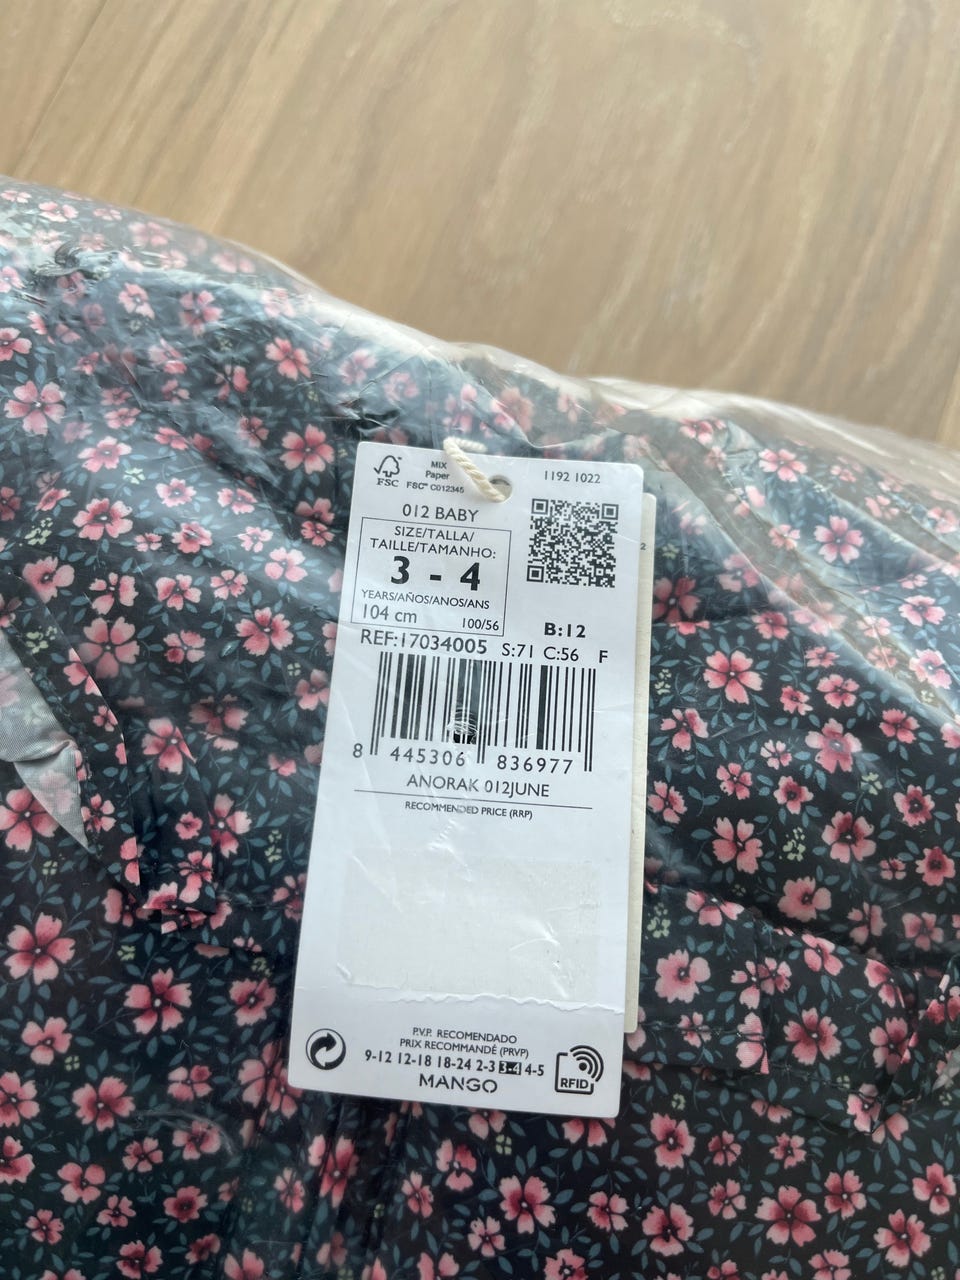 FSC
MIX
Paper
FSC™ C012345
1192 1022
012 BABY
SIZE/TALLA/
TAILLE/TAMANHO:
3 - 4
YEARS/AÑOS/ANOS/ANS
104 cm 100/56
B:12
REF:17034005 S:71 C:56 F
8 445306 836977
ANORAK 012JUNE
RECOMMENDED PRICE (RRP)
P.V.P. RECOMENDADO
PRIX RECOMMANDÉ (PRVP)
9-12 12-18 18-24 2-3 3-4 4-5
MANGO
RFID
2